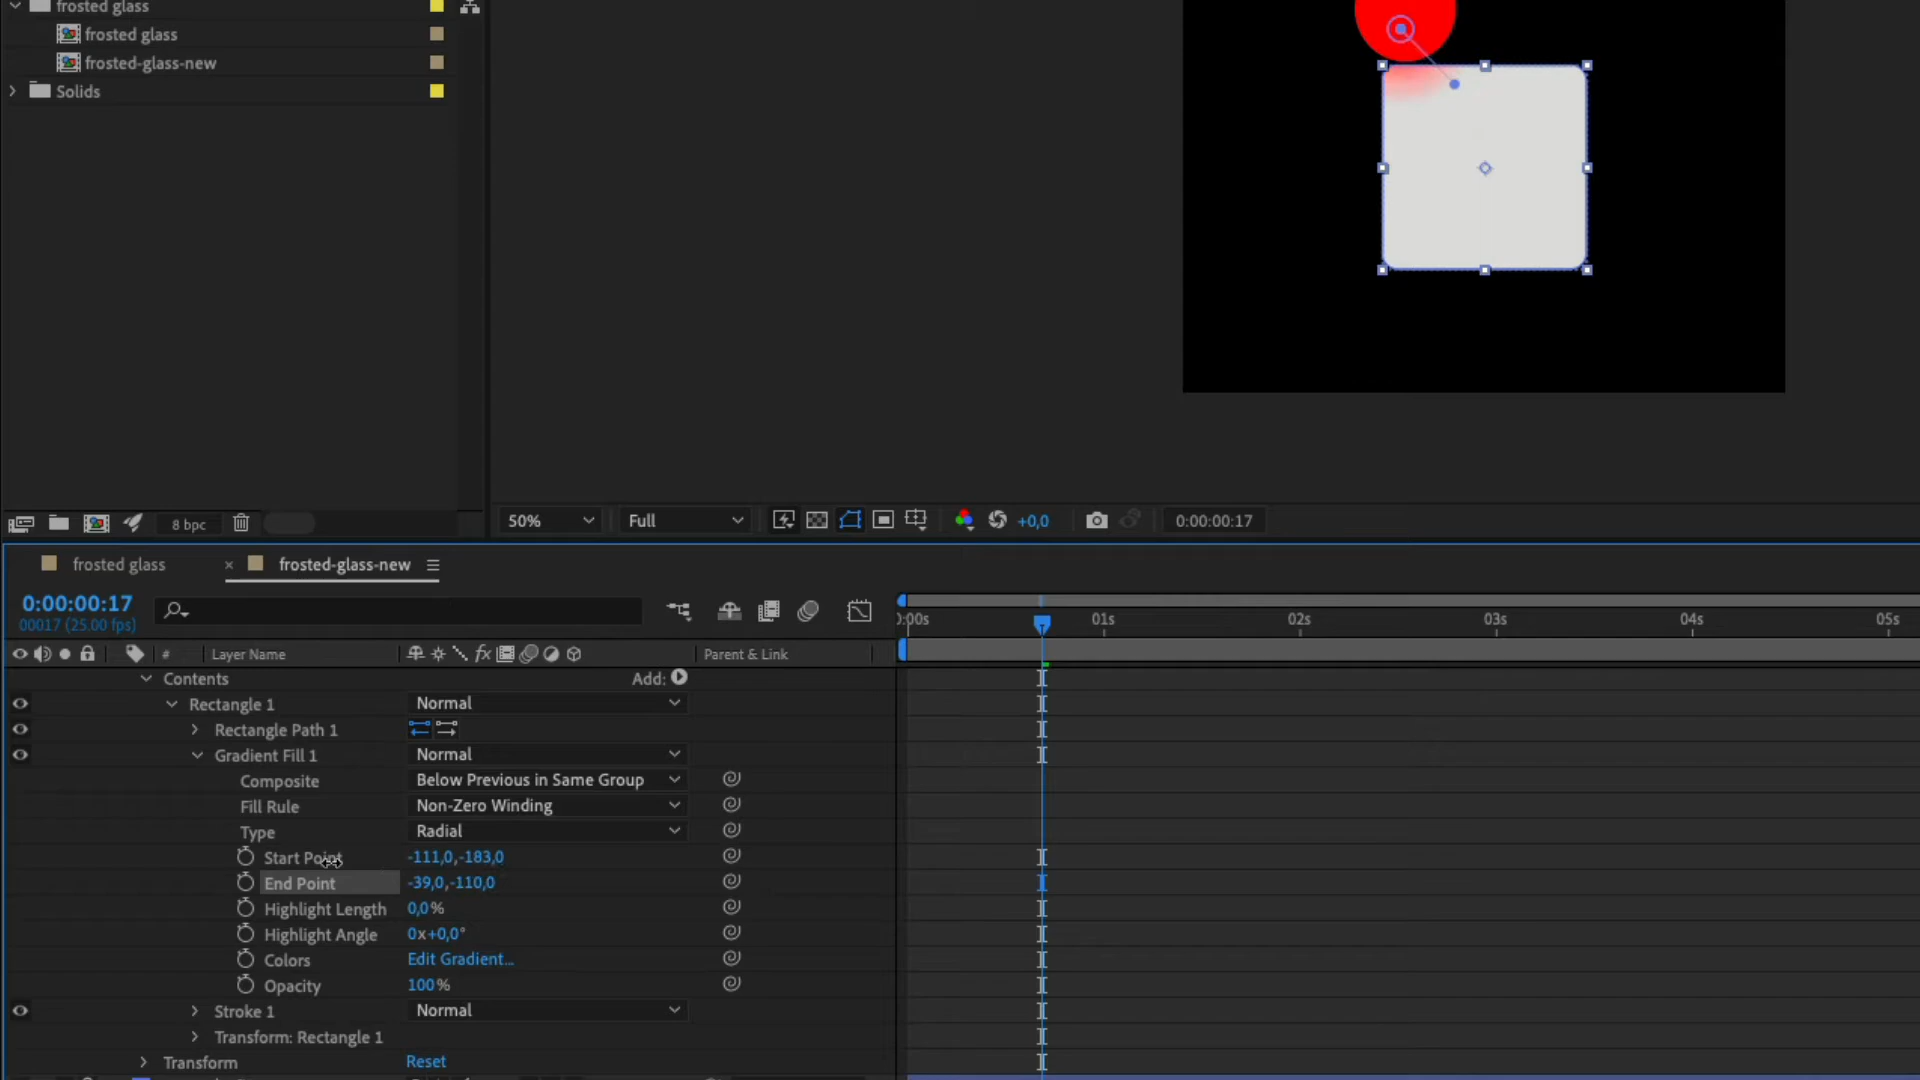 frosted glass
frosted glass
frosted-glass-new
Solids
8 bpc
50%
Full
+0,0
0:00:00:17
frosted glass
× frosted-glass-new
0:00:00:17
00017 (25.00 fps)
):00s
01s
02s
03s
04s
05s
#
Layer Name
fx
Parent & Link
Contents
Add:
Rectangle 1
Normal
Rectangle Path 1
Gradient Fill 1
Normal
Composite
Below Previous in Same Group
Fill Rule
Non-Zero Winding
Type
Radial
Start Point
-111,0,-183,0
End Point
-39,0,-110,0
Highlight Length
0,0%
Highlight Angle
0x+0,0°
Colors
Edit Gradient...
Opacity
100%
Stroke 1
Normal
Transform: Rectangle 1
Transform
Reset